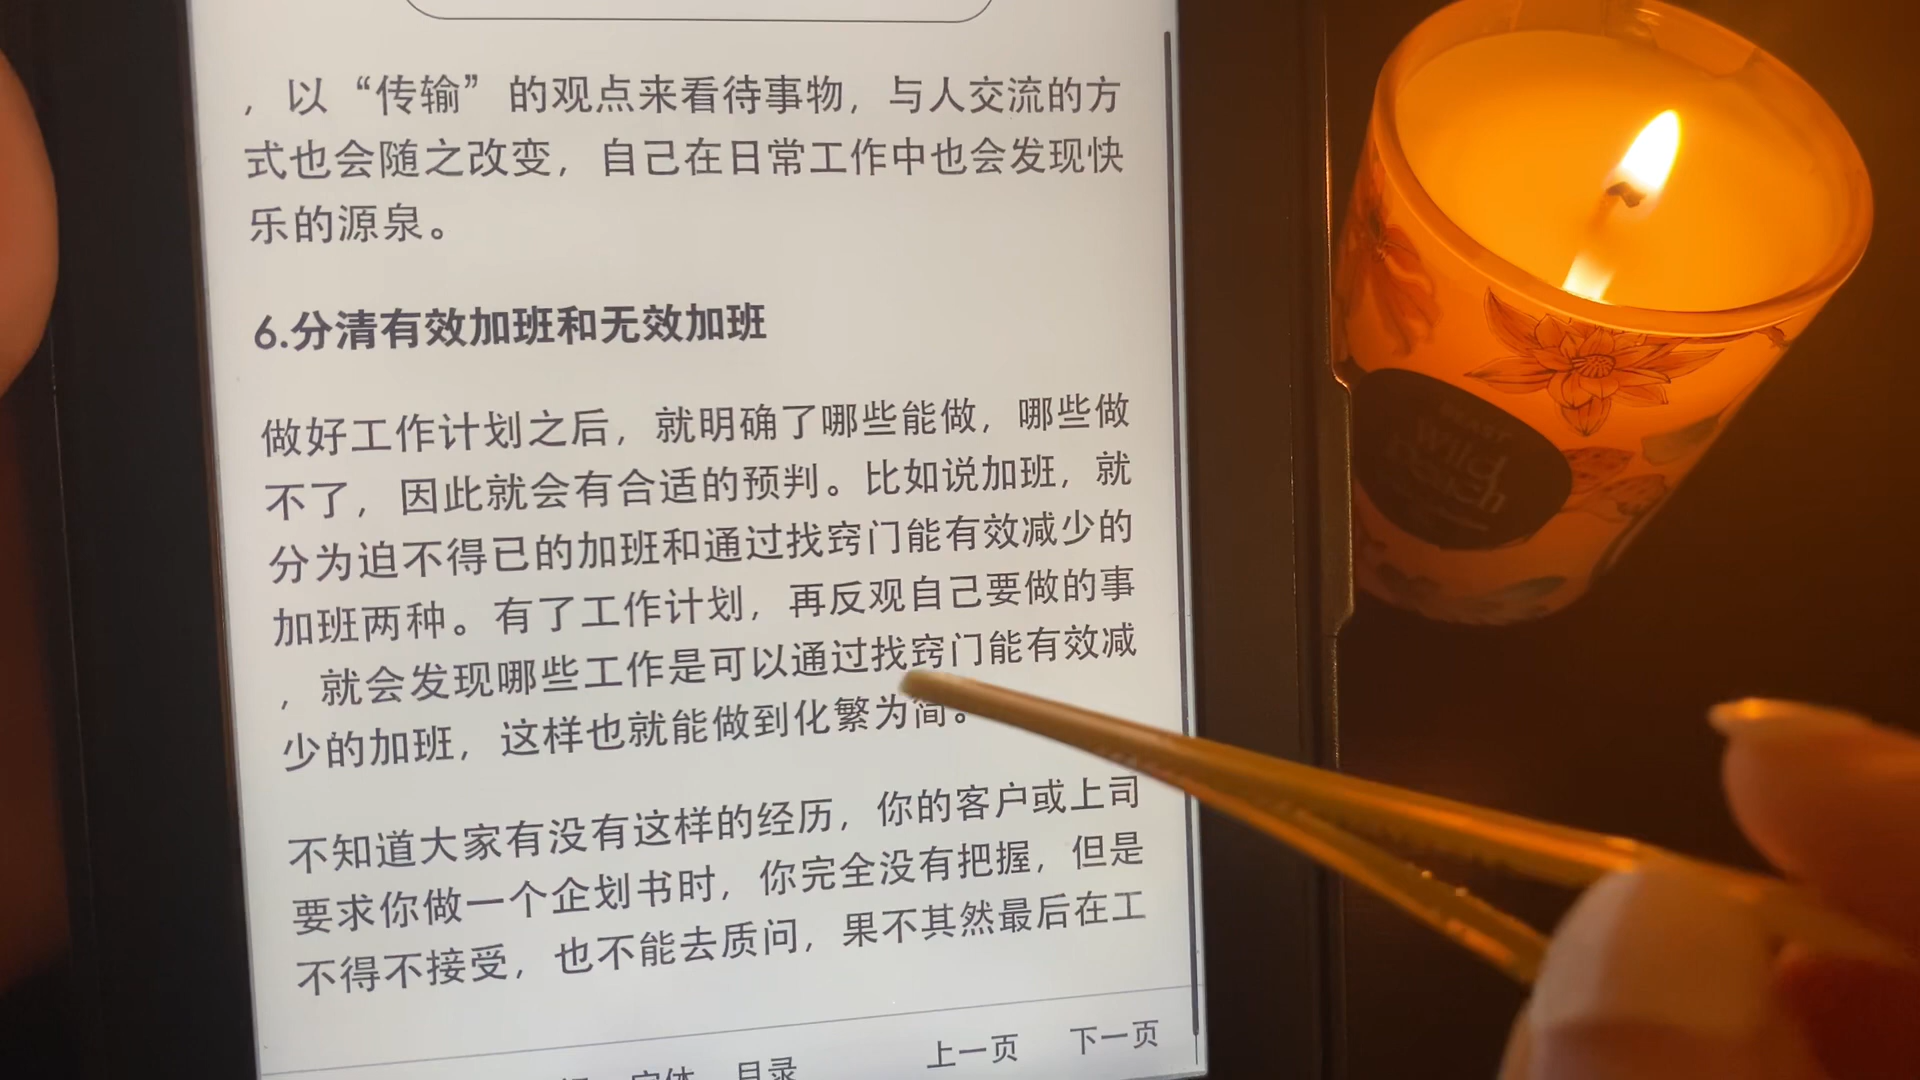 ，以“传输”的观点来看待事物，与人交流的方
式也会随之改变，自己在日常工作中也会发现快
乐的源泉。
6.分清有效加班和无效加班
做好工作计划之后，就明确了哪些能做，哪些做
不了，因此就会有合适的预判。比如说加班，就
分为迫不得已的加班和通过找窍门能有效减少的
加班两种。有了工作计划，再反观自己要做的事
，就会发现哪些工作是可以通过找窍门能有效减
少的加班，这样也就能做到化繁为简。
不知道大家有没有这样的经历，你的客户或上司
要求你做一个企划书时，你完全没有把握，但是
不得不接受，也不能去质问，果不其然最后在工
字体 目录 上一页 下一页
wild